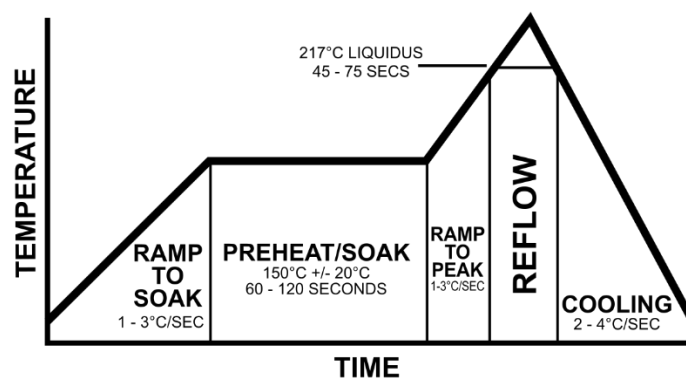 217°C LIQUIDUS
45 - 75 SECS
TEMPERATURE
RAMP
TO
SOAK
1 - 3°C/SEC
PREHEAT/SOAK
150°C +/- 20°C
60 - 120 SECONDS
RAMP
TO
PEAK
1-3°C/SEC
REFLOW
COOLING
2 - 4°C/SEC
TIME